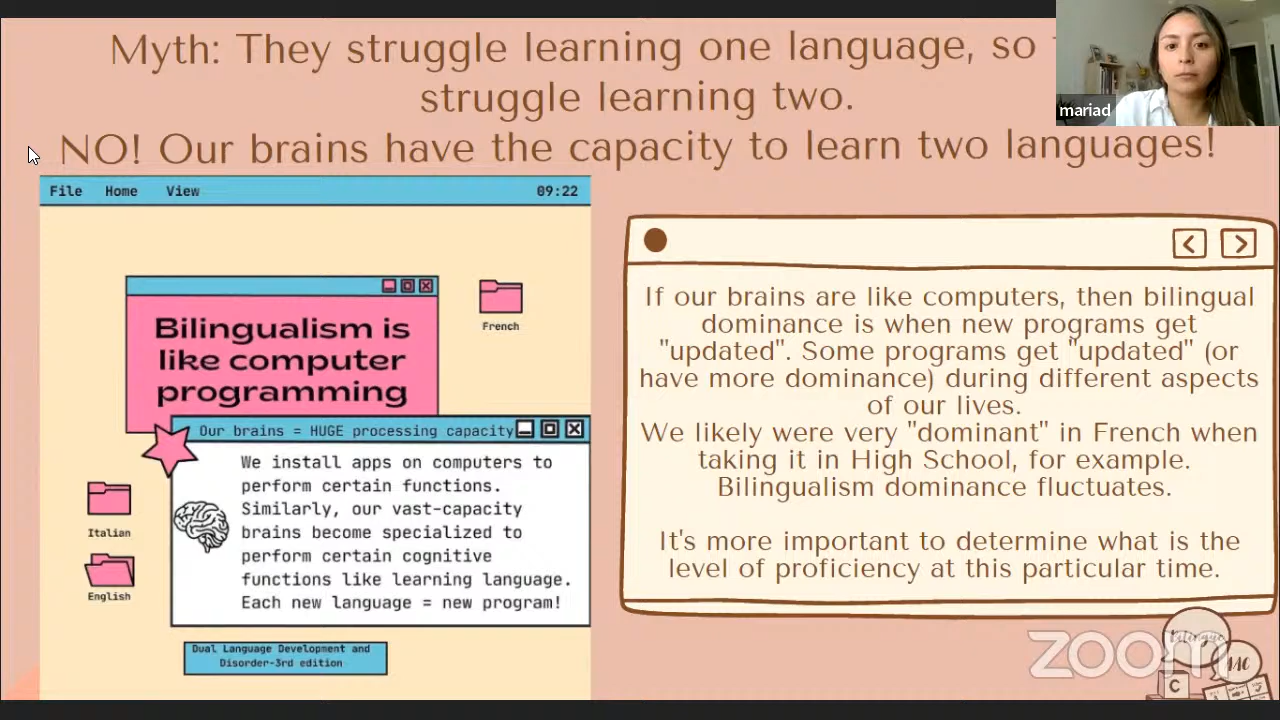 Myth: They struggle learning one language, so
struggle learning two.
NO! Our brains have the capacity to learn two languages!
mariad
File Home View 09:22
Bilingualism is
like computer
programming
French
Our brains = HUGE processing capacity
We install apps on computers to
perform certain functions.
Similarly, our vast-capacity
brains become specialized to
perform certain cognitive
functions like learning language.
Each new language = new program!
Italian
English
Dual Language Development and
Disorder-3rd edition
If our brains are like computers, then bilingual
dominance is when new programs get
"updated". Some programs get "updated" (or
have more dominance) during different aspects
of our lives.
We likely were very "dominant" in French when
taking it in High School, for example.
Bilingualism dominance fluctuates.
It's more important to determine what is the
level of proficiency at this particular time.
zoom
Bilingue
AAC
C